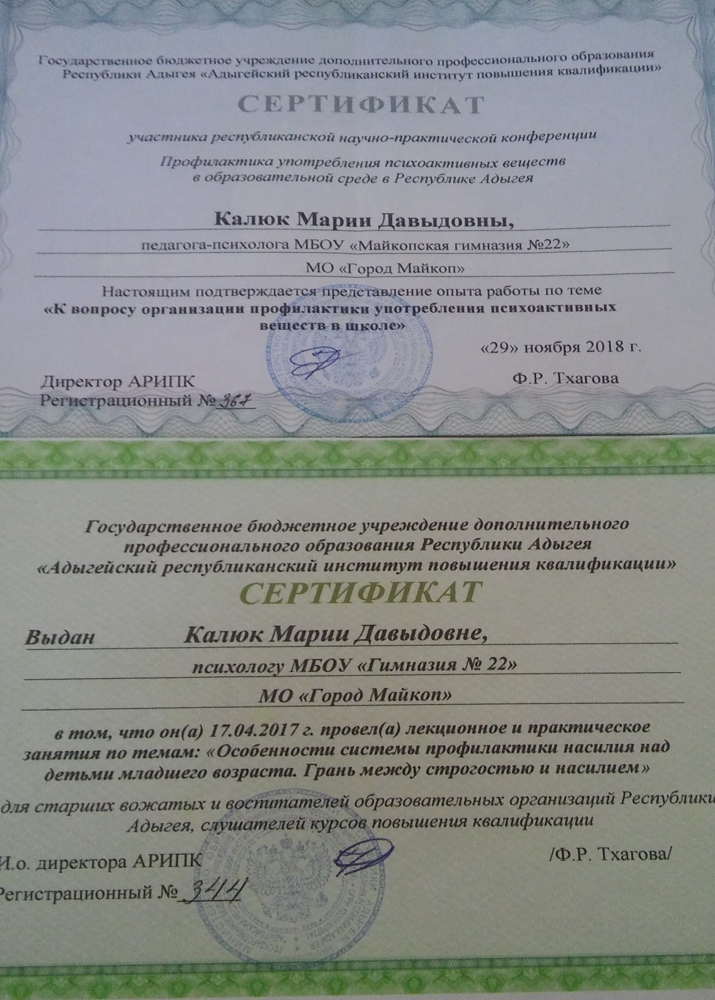 Государственное бюджетное учреждение дополнительного профессионального образования
Республики Адыгея «Адыгейский республиканский институт повышения квалификации»
СЕРТИФИКАТ
участника республиканской научно-практической конференции
Профилактика употребления психоактивных веществ
в образовательной среде в Республике Адыгея
Калюк Марии Давыдовны,
педагога-психолога МБОУ «Майкопская гимназия №22»
МО «Город Майкоп»
Настоящим подтверждается представление опыта работы по теме
«К вопросу организации профилактики употребления психоактивных
веществ в школе»
«29» ноября 2018 г.
Директор АРИПК Ф.Р. Тхагова
Регистрационный № 367
Государственное бюджетное учреждение дополнительного
профессионального образования Республики Адыгея
«Адыгейский республиканский институт повышения квалификации»
СЕРТИФИКАТ
Выдан Калюк Марии Давыдовне,
психологу МБОУ «Гимназия № 22»
МО «Город Майкоп»
в том, что он(а) 17.04.2017 г. провел(а) лекционное и практическое
занятия по темам: «Особенности системы профилактики насилия над
детьми младшего возраста. Грань между строгостью и насилием»
для старших вожатых и воспитателей образовательных организаций Республики
Адыгея, слушателей курсов повышения квалификации
И.о. директора АРИПК /Ф.Р. Тхагова/
Регистрационный № 344